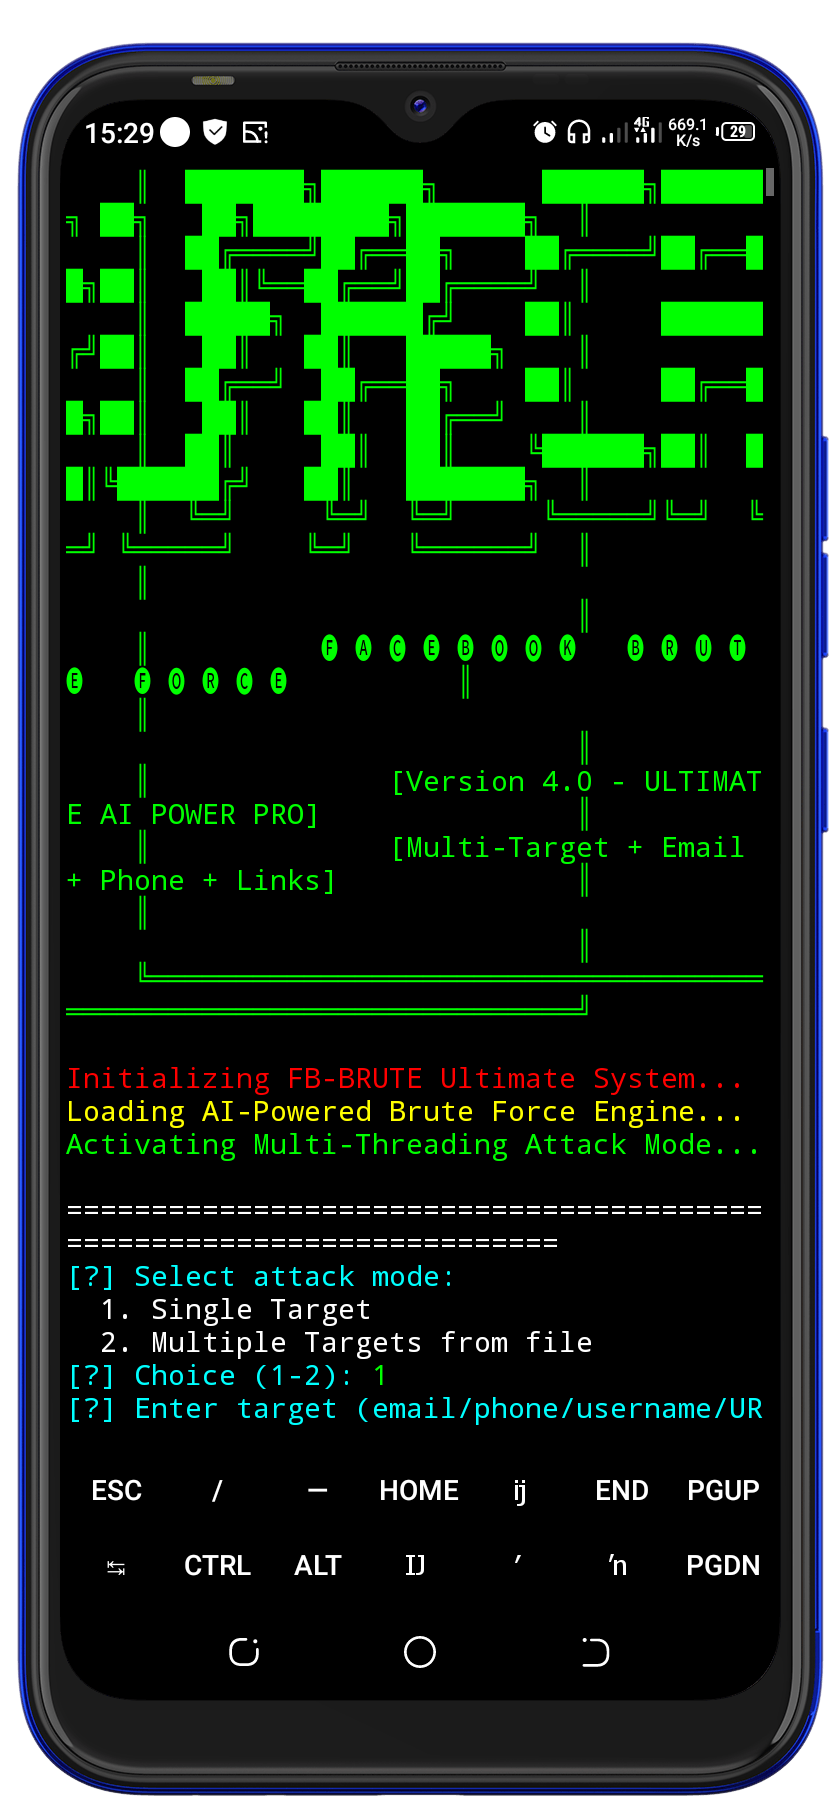 15:29 4G 669.1 K/s 29
Ⓕ Ⓐ Ⓒ Ⓔ Ⓑ Ⓞ Ⓞ Ⓚ Ⓑ Ⓡ Ⓤ Ⓣ
Ⓔ Ⓕ Ⓞ Ⓡ Ⓒ Ⓔ
[Version 4.0 - ULTIMAT
E AI POWER PRO]
[Multi-Target + Email
+ Phone + Links]
Initializing FB-BRUTE Ultimate System...
Loading AI-Powered Brute Force Engine...
Activating Multi-Threading Attack Mode...
=========================================
=============================
[?] Select attack mode:
1. Single Target
2. Multiple Targets from file
[?] Choice (1-2): 1
[?] Enter target (email/phone/username/UR
ESC / — HOME ĳ END PGUP
↹ CTRL ALT Ĳ ′ ŉ PGDN